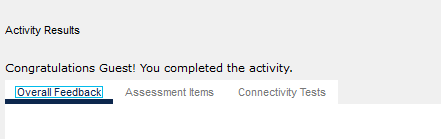 Activity Results
Congratulations Guest! You completed the activity.
Overall Feedback Assessment Items Connectivity Tests